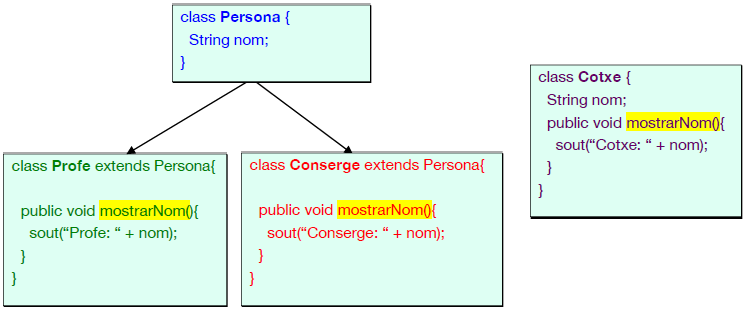 class Persona {
String nom;
}
class Cotxe {
String nom;
public void mostrarNom(){
sout(“Cotxe: “ + nom);
}
}
class Profe extends Persona{
public void mostrarNom(){
sout(“Profe: “ + nom);
}
}
class Conserge extends Persona{
public void mostrarNom(){
sout(“Conserge: “ + nom);
}
}